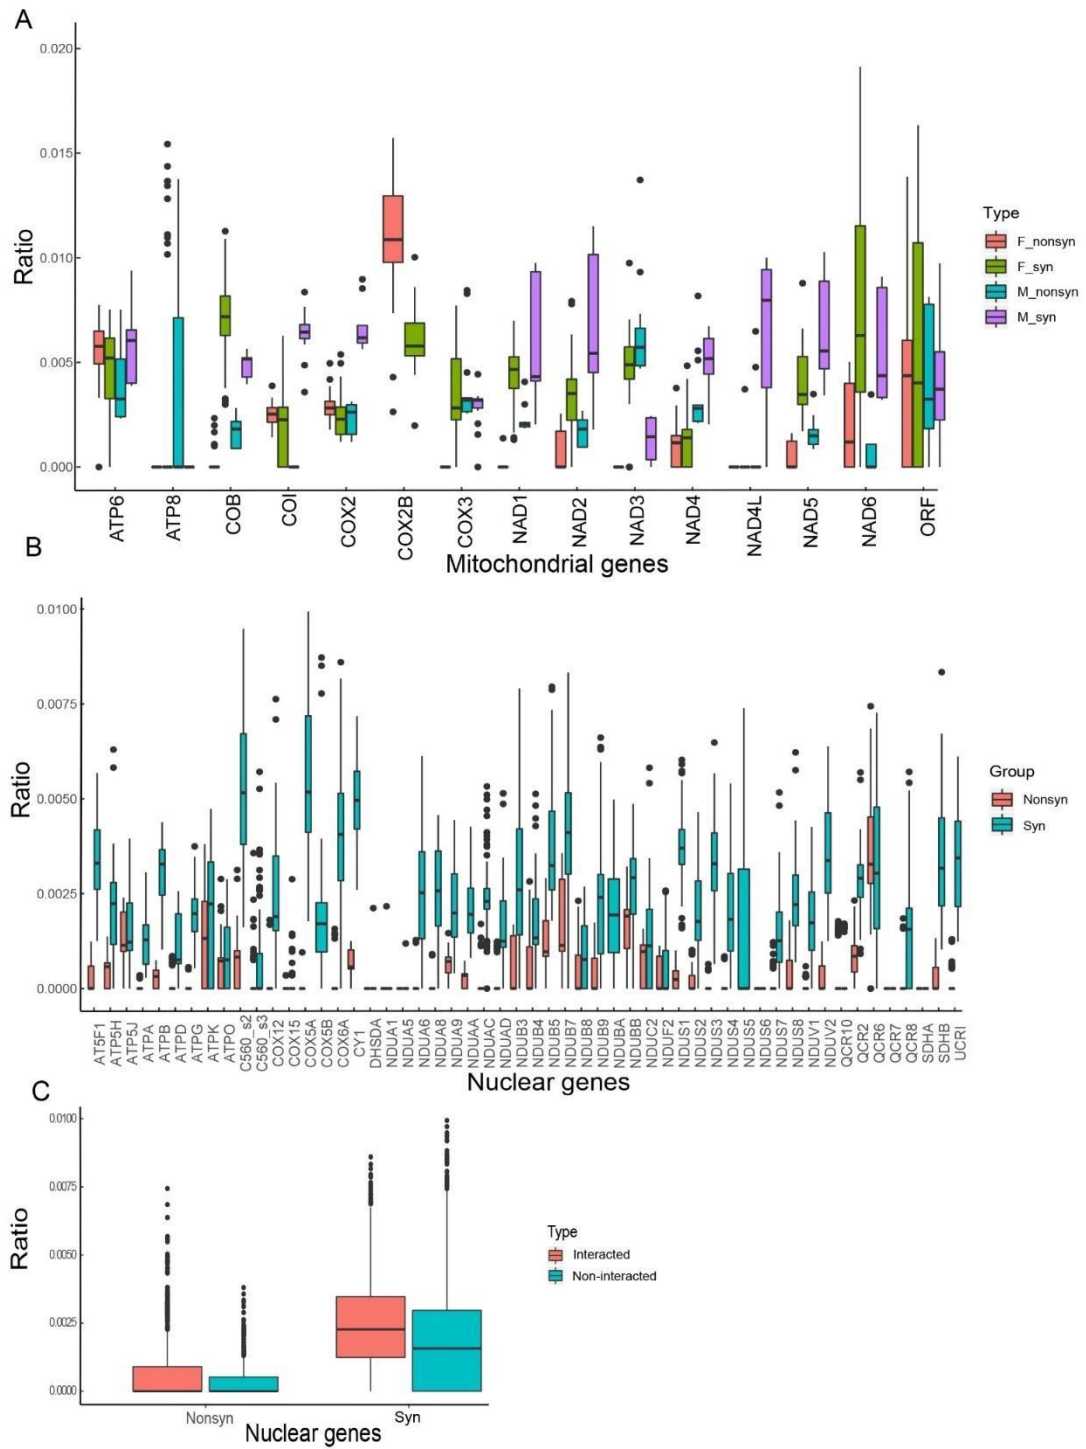 A
Ratio
0.020
0.015
0.010
0.005
0.000
ATP6
ATP8
COB
COI
COX2
COX2B
COX3
NAD1
NAD2
NAD3
NAD4
NAD4L
NAD5
NAD6
ORF
Mitochondrial genes
Type
F_nonsyn
F_syn
M_nonsyn
M_syn
B
Ratio
0.0100
0.0075
0.0050
0.0025
0.0000
AT5F1
ATP5H
ATP5J
ATPA
ATPB
ATPD
ATPG
ATPK
ATPO
C560_s2
C560_s3
COX12
COX15
COX5A
COX5B
COX6A
CY1
DHSDA
NDUA1
NDUA5
NDUA6
NDUA8
NDUA9
NDUAA
NDUAC
NDUAD
NDUB3
NDUB4
NDUB5
NDUB7
NDUB8
NDUB9
NDUBA
NDUBB
NDUC2
NDUF2
NDUS1
NDUS2
NDUS3
NDUS4
NDUS5
NDUS6
NDUS7
NDUS8
NDUV1
NDUV2
QCR10
QCR2
QCR6
QCR7
QCR8
SDHA
SDHB
UCRI
Nuclear genes
Group
Nonsyn
Syn
C
Ratio
0.0100
0.0075
0.0050
0.0025
0.0000
Nonsyn
Syn
Nuclear genes
Type
Interacted
Non-interacted